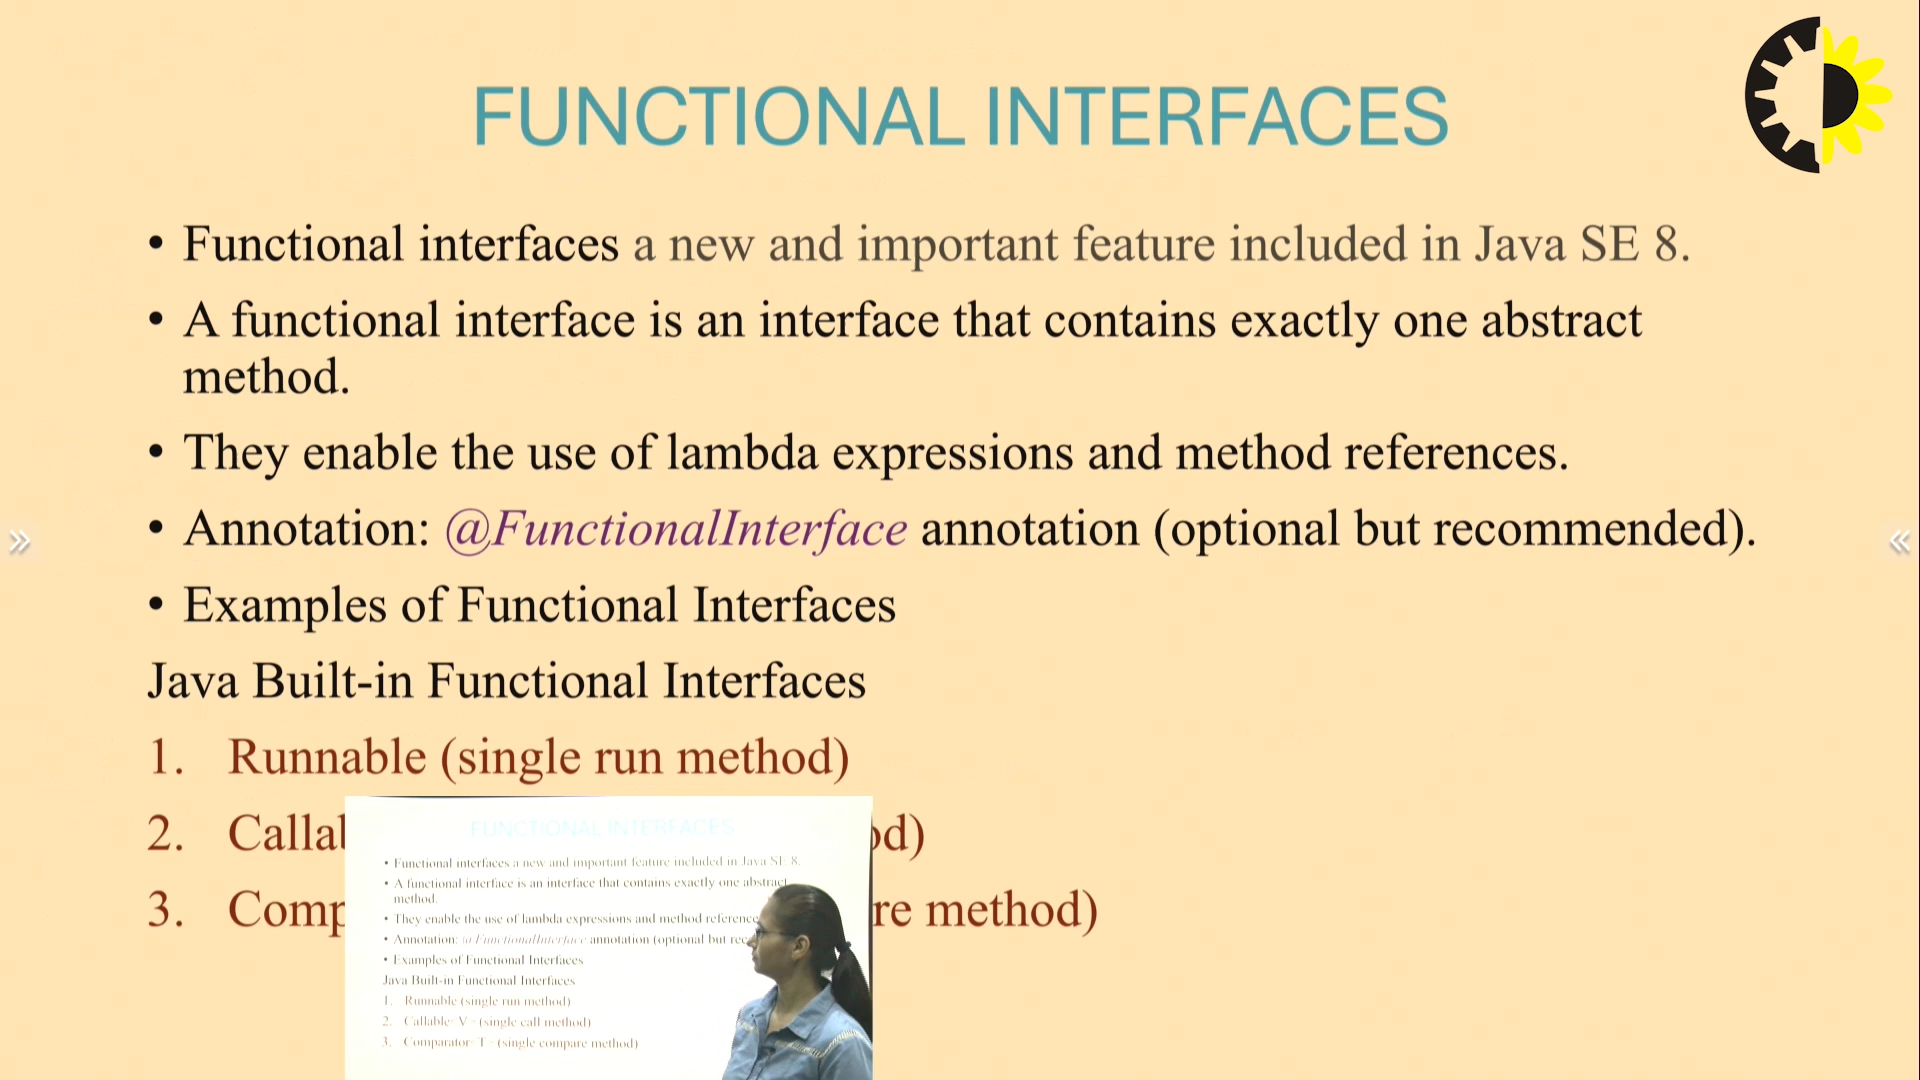 FUNCTIONAL INTERFACES
• Functional interfaces a new and important feature included in Java SE 8.
• A functional interface is an interface that contains exactly one abstract
method.
• They enable the use of lambda expressions and method references.
• Annotation: @FunctionalInterface annotation (optional but recommended).
• Examples of Functional Interfaces
Java Built-in Functional Interfaces
1. Runnable (single run method)
2.
3. method)
FUNCTIONAL INTERFACES
• Functional interfaces a new and important feature included in Java SE 8.
• A functional interface is an interface that contains exactly one abstract
method.
• They enable the use of lambda expressions and method
• Annotation: @FunctionalInterface annotation (optional but
• Examples of Functional Interfaces
Java Built-in Functional Interfaces
1. Runnable (single run method)
2. Callable V (single call method)
3. Comparator T (single compare method)